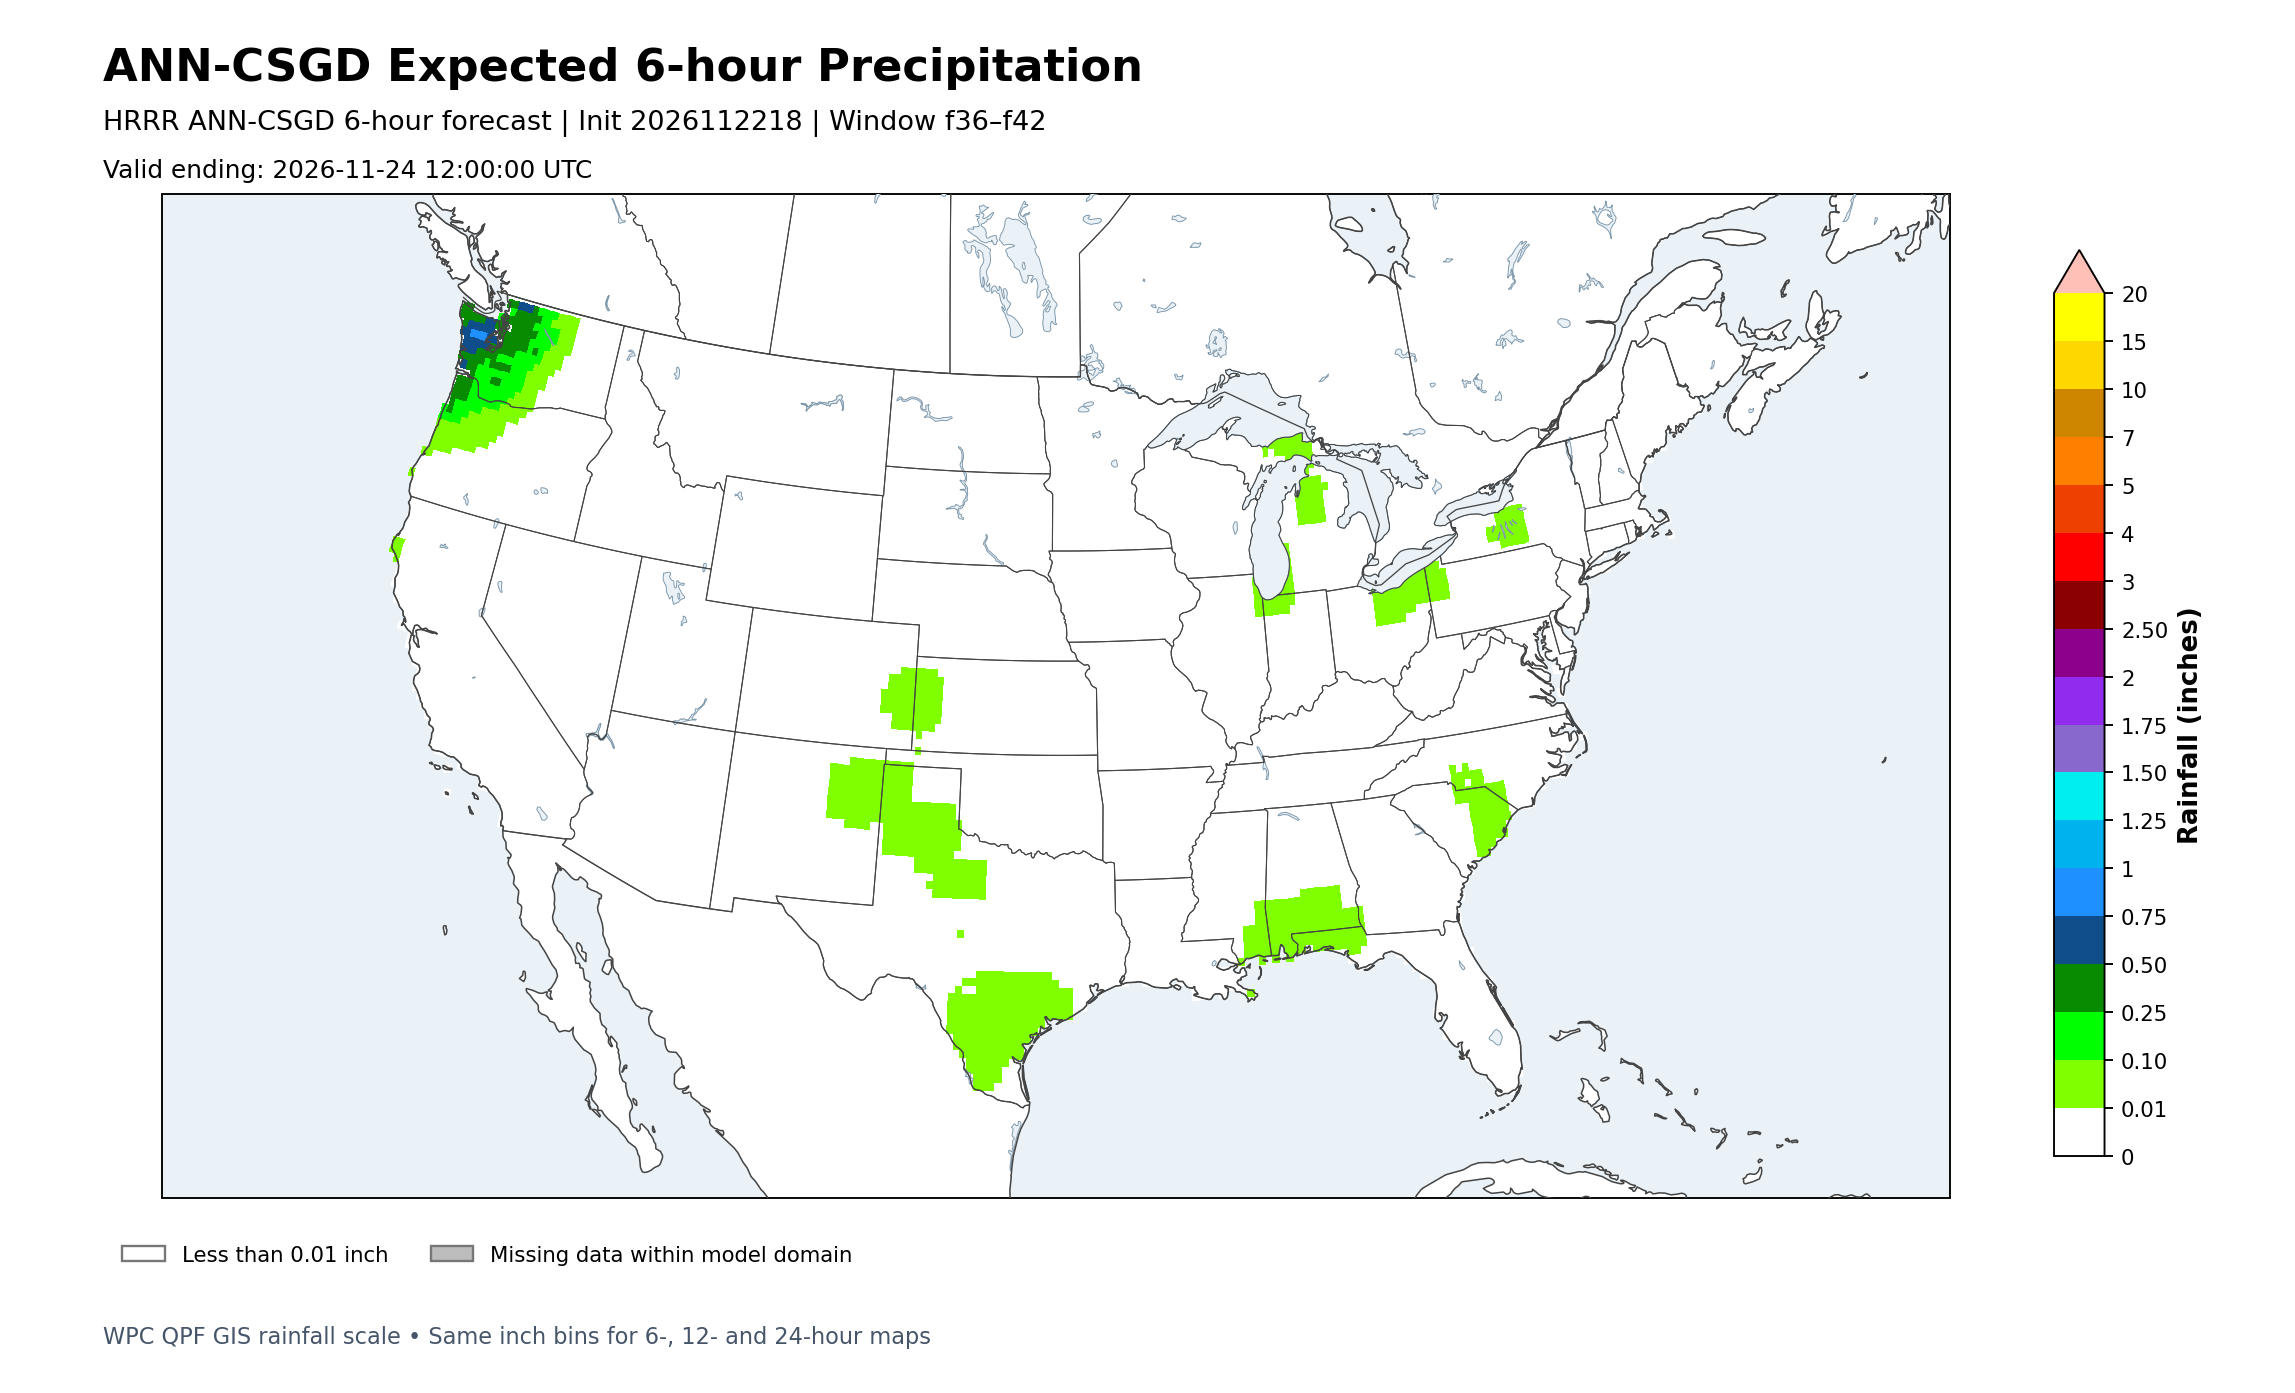 ANN-CSGD Expected 6-hour Precipitation
HRRR ANN-CSGD 6-hour forecast | Init 2026112218 | Window f36–f42
Valid ending: 2026-11-24 12:00:00 UTC
20
15
10
7
5
4
3
2.50
2
1.75
1.50
1.25
1
0.75
0.50
0.25
0.10
0.01
0
Rainfall (inches)
Less than 0.01 inch
Missing data within model domain
WPC QPF GIS rainfall scale • Same inch bins for 6-, 12- and 24-hour maps